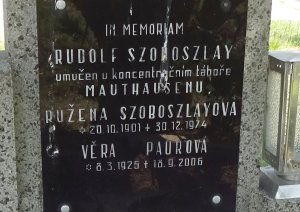 IN MEMORIAM
RUDOLF SZOBOSZLAY
umučen v koncentračním táboře
MAUTHAUSENU,
RUŽENA SZOBOSZLAYOVÁ
* 20.10.1901 + 30.12.1974
VĚRA PAUROVÁ
* 8.3.1925 + 18.9.2006